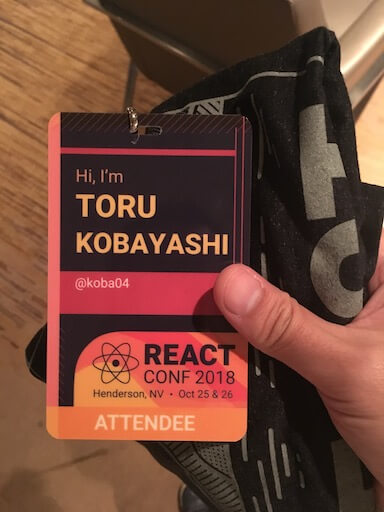 Hi, I'm
TORU
KOBAYASHI
@koba04
REACT
CONF 2018
Henderson, NV • Oct 25 & 26
ATTENDEE